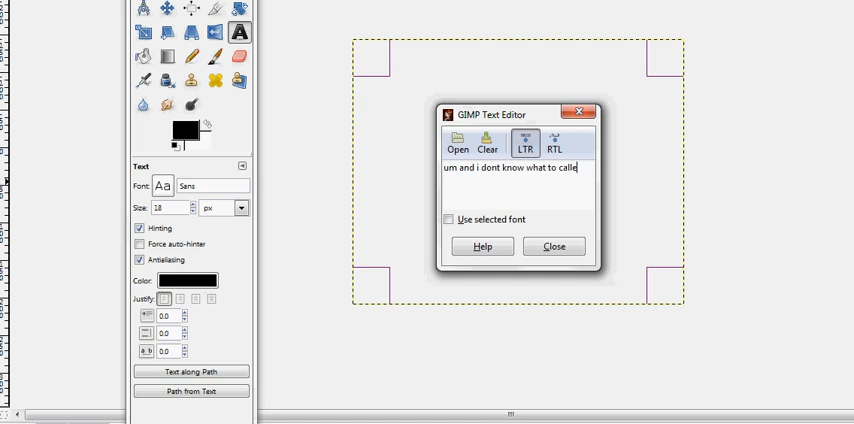 Text
Font:
Aa
Sans
Size:
18
px
Hinting
Force auto-hinter
Antialiasing
Color:
Justify:
0.0
0.0
a b
0.0
Text along Path
Path from Text
GIMP Text Editor
Open
Clear
LTR
RTL
um and i dont know what to calle
Use selected font
Help
Close